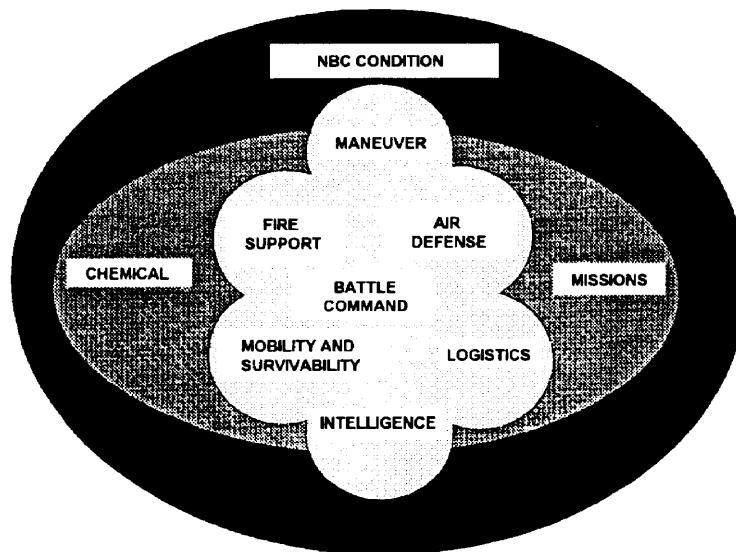 NBC CONDITION
MANEUVER
FIRE
SUPPORT
AIR
DEFENSE
CHEMICAL
BATTLE
COMMAND
MISSIONS
MOBILITY AND
SURVIVABILITY
LOGISTICS
INTELLIGENCE